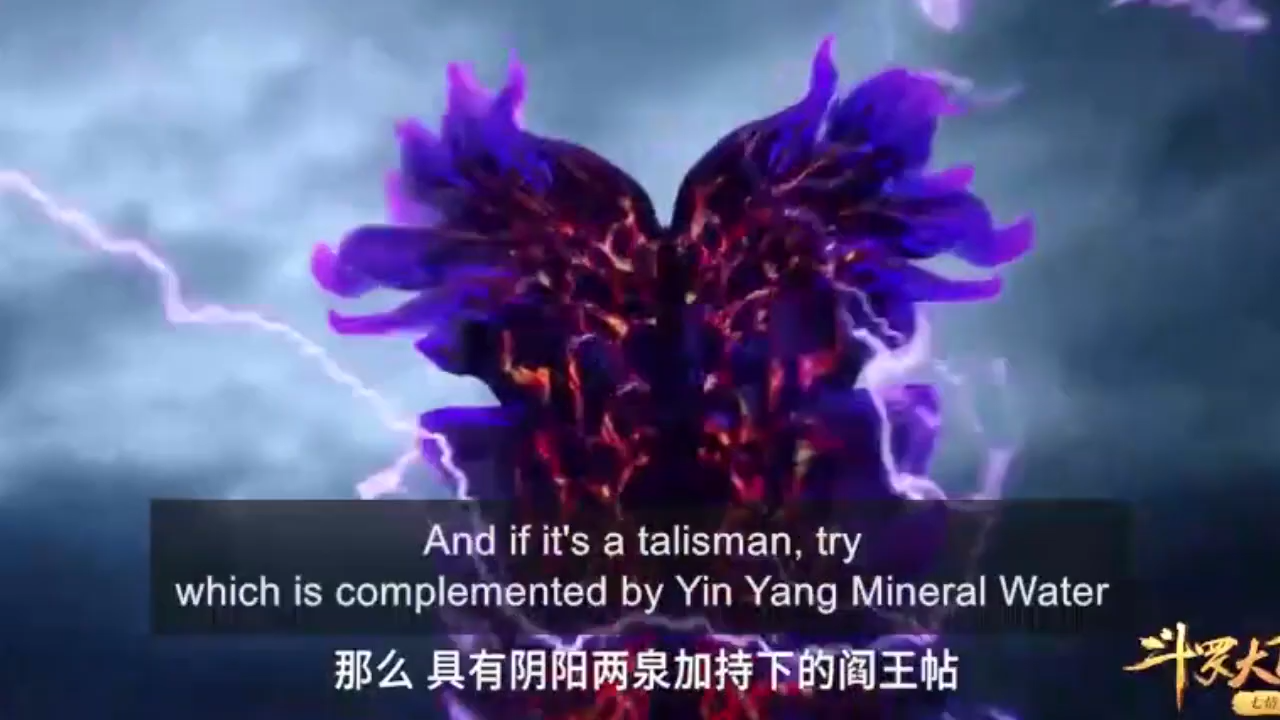 And if it's a talisman, try
which is complemented by Yin Yang Mineral Water
那么 具有阴阳两泉加持下的阎王帖
斗罗大